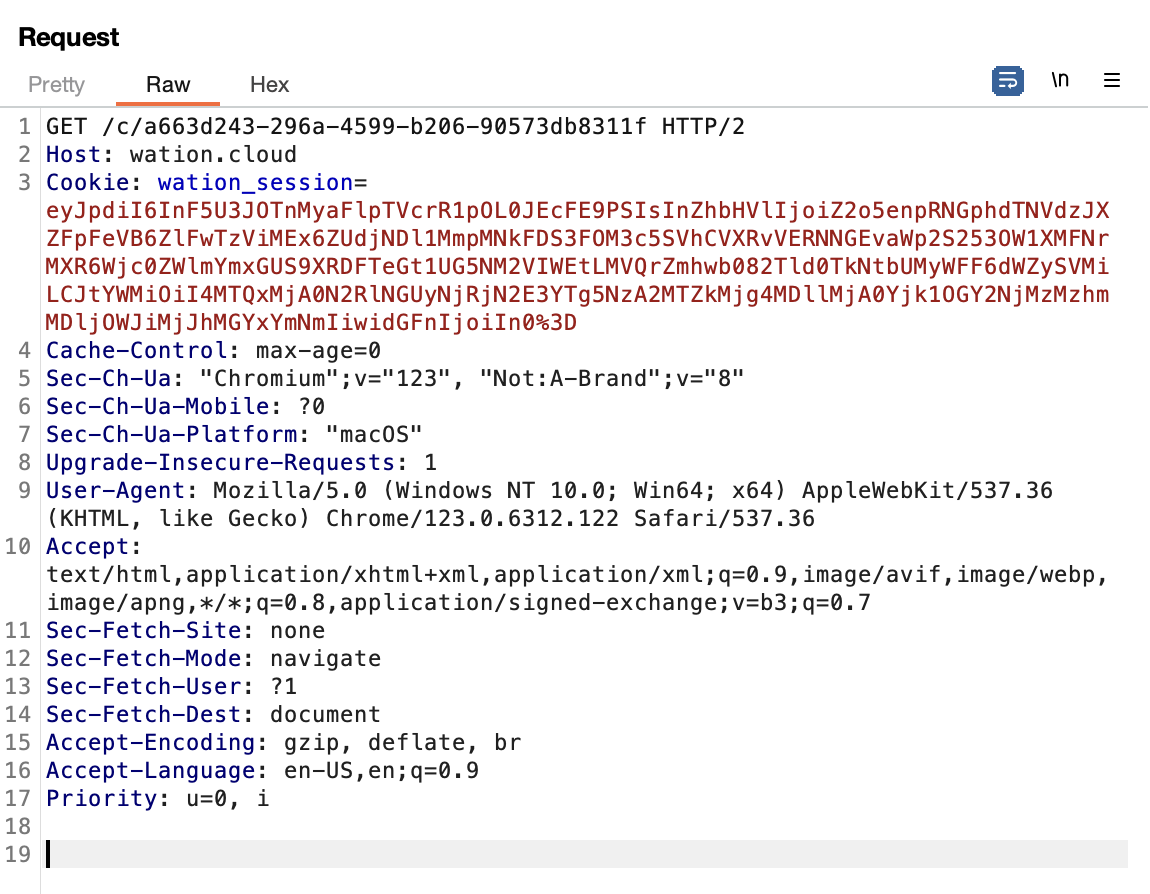 Request
Pretty Raw Hex \n
1 GET /c/a663d243-296a-4599-b206-90573db8311f HTTP/2
2 Host: wation.cloud
3 Cookie: wation_session=
eyJpdiI6InF5U3JOTnMyaFlpTVcrR1pOL0JEcFE9PSIsInZhbHVlIjoiZ2o5enpRNGphdTNVdzJX
ZFpFeVB6ZlFwTzViMEx6ZUdjNDl1MmpMNkFDS3FOM3c5SVhCVXRvVERNNGEvaWp2S253OW1XMFNr
MXR6Wjc0ZWlmYmxGUS9XRDFTeGt1UG5NM2VIWEtLMVQrZmhwb082Tld0TkNtbUMyWFF6dWZySVMi
LCJtYWMiOiI4MTQxMjA0N2RlNGUyNjRjN2E3YTg5NzA2MTZkMjg4MDllMjA0Yjk1OGY2NjMzMzhm
MDljOWJiMjJhMGYxYmNmIiwidGFnIjoiIn0%3D
4 Cache-Control: max-age=0
5 Sec-Ch-Ua: "Chromium";v="123", "Not:A-Brand";v="8"
6 Sec-Ch-Ua-Mobile: ?0
7 Sec-Ch-Ua-Platform: "macOS"
8 Upgrade-Insecure-Requests: 1
9 User-Agent: Mozilla/5.0 (Windows NT 10.0; Win64; x64) AppleWebKit/537.36
(KHTML, like Gecko) Chrome/123.0.6312.122 Safari/537.36
10 Accept:
text/html,application/xhtml+xml,application/xml;q=0.9,image/avif,image/webp,
image/apng,*/*;q=0.8,application/signed-exchange;v=b3;q=0.7
11 Sec-Fetch-Site: none
12 Sec-Fetch-Mode: navigate
13 Sec-Fetch-User: ?1
14 Sec-Fetch-Dest: document
15 Accept-Encoding: gzip, deflate, br
16 Accept-Language: en-US,en;q=0.9
17 Priority: u=0, i
18
19